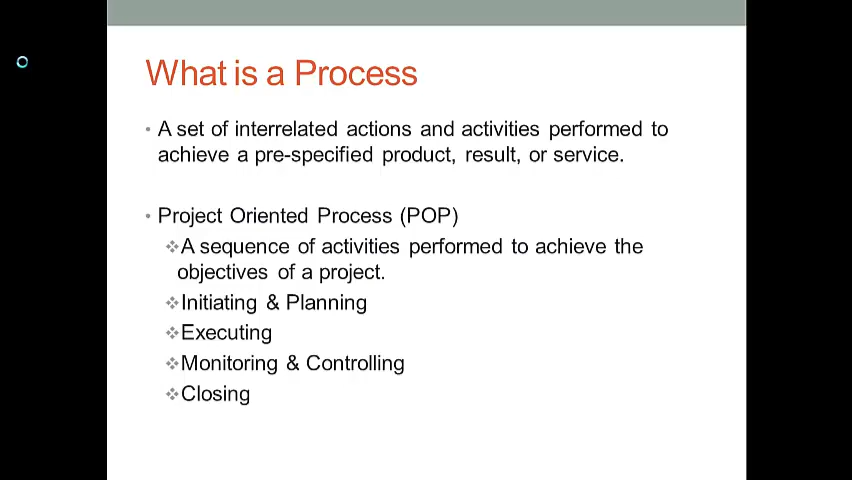 What is a Process
• A set of interrelated actions and activities performed to
achieve a pre-specified product, result, or service.
• Project Oriented Process (POP)
❖A sequence of activities performed to achieve the
objectives of a project.
❖Initiating & Planning
❖Executing
❖Monitoring & Controlling
❖Closing